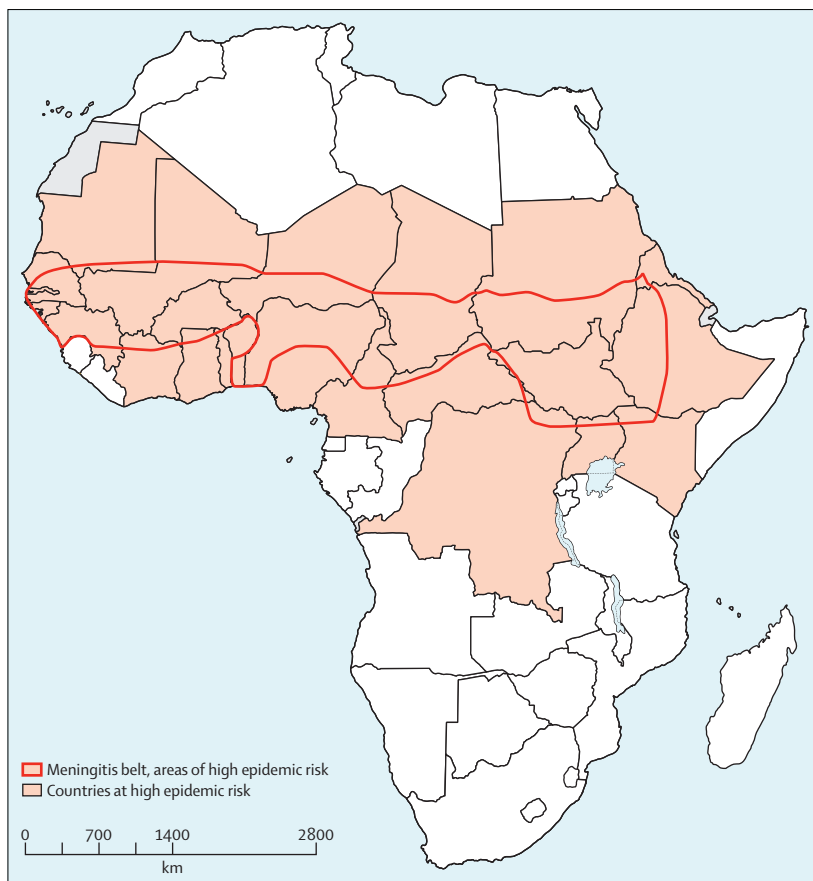 Meningitis belt, areas of high epidemic risk
Countries at high epidemic risk
0 700 1400 2800
km